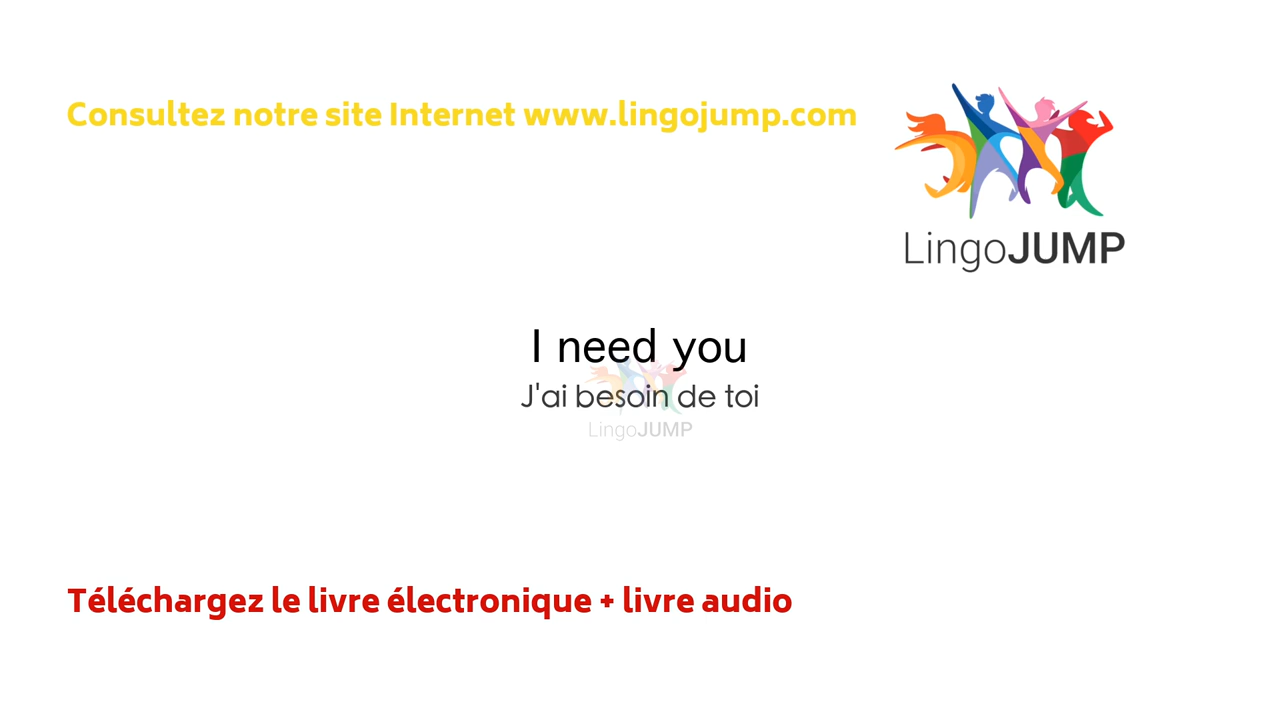 Consultez notre site Internet www.lingojump.com
LingoJUMP
I need you
J'ai besoin de toi
LingoJUMP
Téléchargez le livre électronique + livre audio